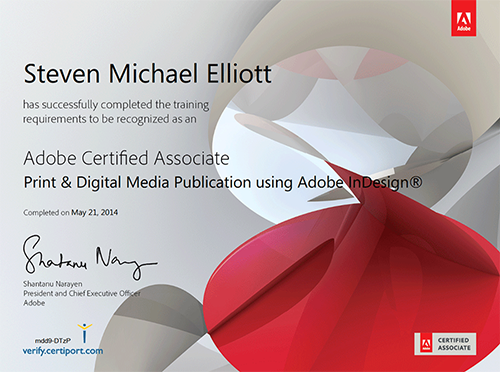 Adobe
Steven Michael Elliott
has successfully completed the training
requirements to be recognized as an
Adobe Certified Associate
Print & Digital Media Publication using Adobe InDesign®
Completed on May 21, 2014
Shantanu Narayen
President and Chief Executive Officer
Adobe
mdd9-DTzP
verify.certiport.com
Adobe
CERTIFIED
ASSOCIATE